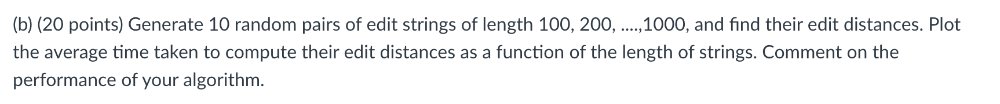 (b) (20 points) Generate 10 random pairs of edit strings of length 100, 200, ....,1000, and find their edit distances. Plot
the average time taken to compute their edit distances as a function of the length of strings. Comment on the
performance of your algorithm.